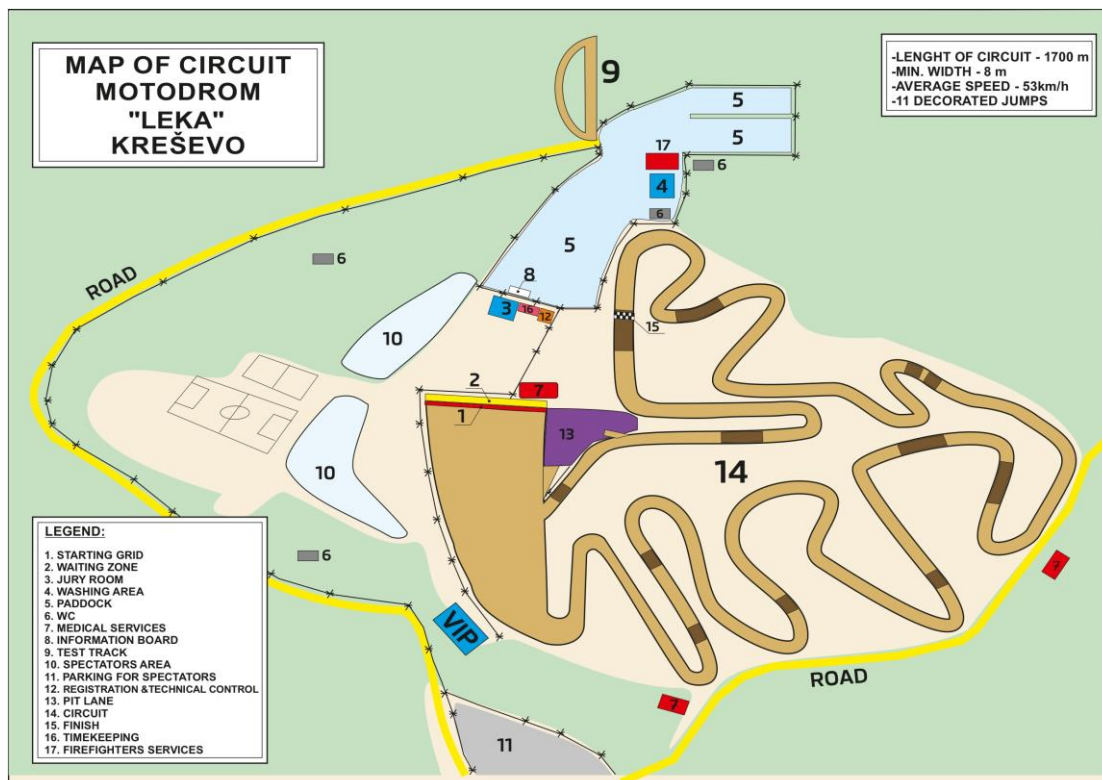 MAP OF CIRCUIT
MOTODROM
"LEKA"
KREŠEVO
-LENGHT OF CIRCUIT - 1700 m
-MIN. WIDTH - 8 m
-AVERAGE SPEED - 53km/h
-11 DECORATED JUMPS
9
5
5
17
6
4
6
5
6
8
ROAD
3
16
12
15
10
2
7
1
13
14
10
6
7
VIP
ROAD
7
11
LEGEND:
1. STARTING GRID
2. WAITING ZONE
3. JURY ROOM
4. WASHING AREA
5. PADDOCK
6. WC
7. MEDICAL SERVICES
8. INFORMATION BOARD
9. TEST TRACK
10. SPECTATORS AREA
11. PARKING FOR SPECTATORS
12. REGISTRATION &TECHNICAL CONTROL
13. PIT LANE
14. CIRCUIT
15. FINISH
16. TIMEKEEPING
17. FIREFIGHTERS SERVICES